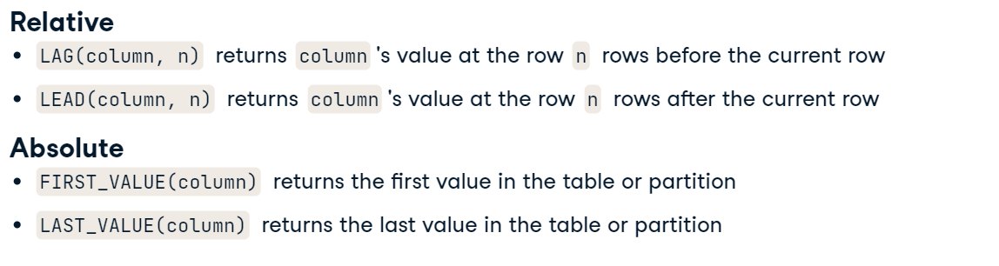 Relative
• LAG(column, n) returns column 's value at the row n rows before the current row
• LEAD(column, n) returns column 's value at the row n rows after the current row
Absolute
• FIRST_VALUE(column) returns the first value in the table or partition
• LAST_VALUE(column) returns the last value in the table or partition